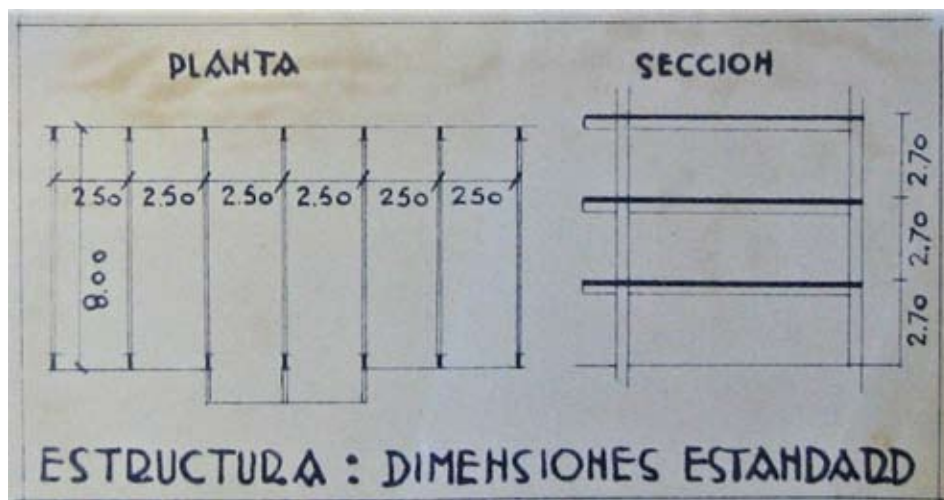 PLANTA
SECCION
2.50 2.50 2.50 2.50 2.50 2.50
8.00
2.70
2.70
2.70
ESTRUCTURA : DIMENSIONES ESTANDARD